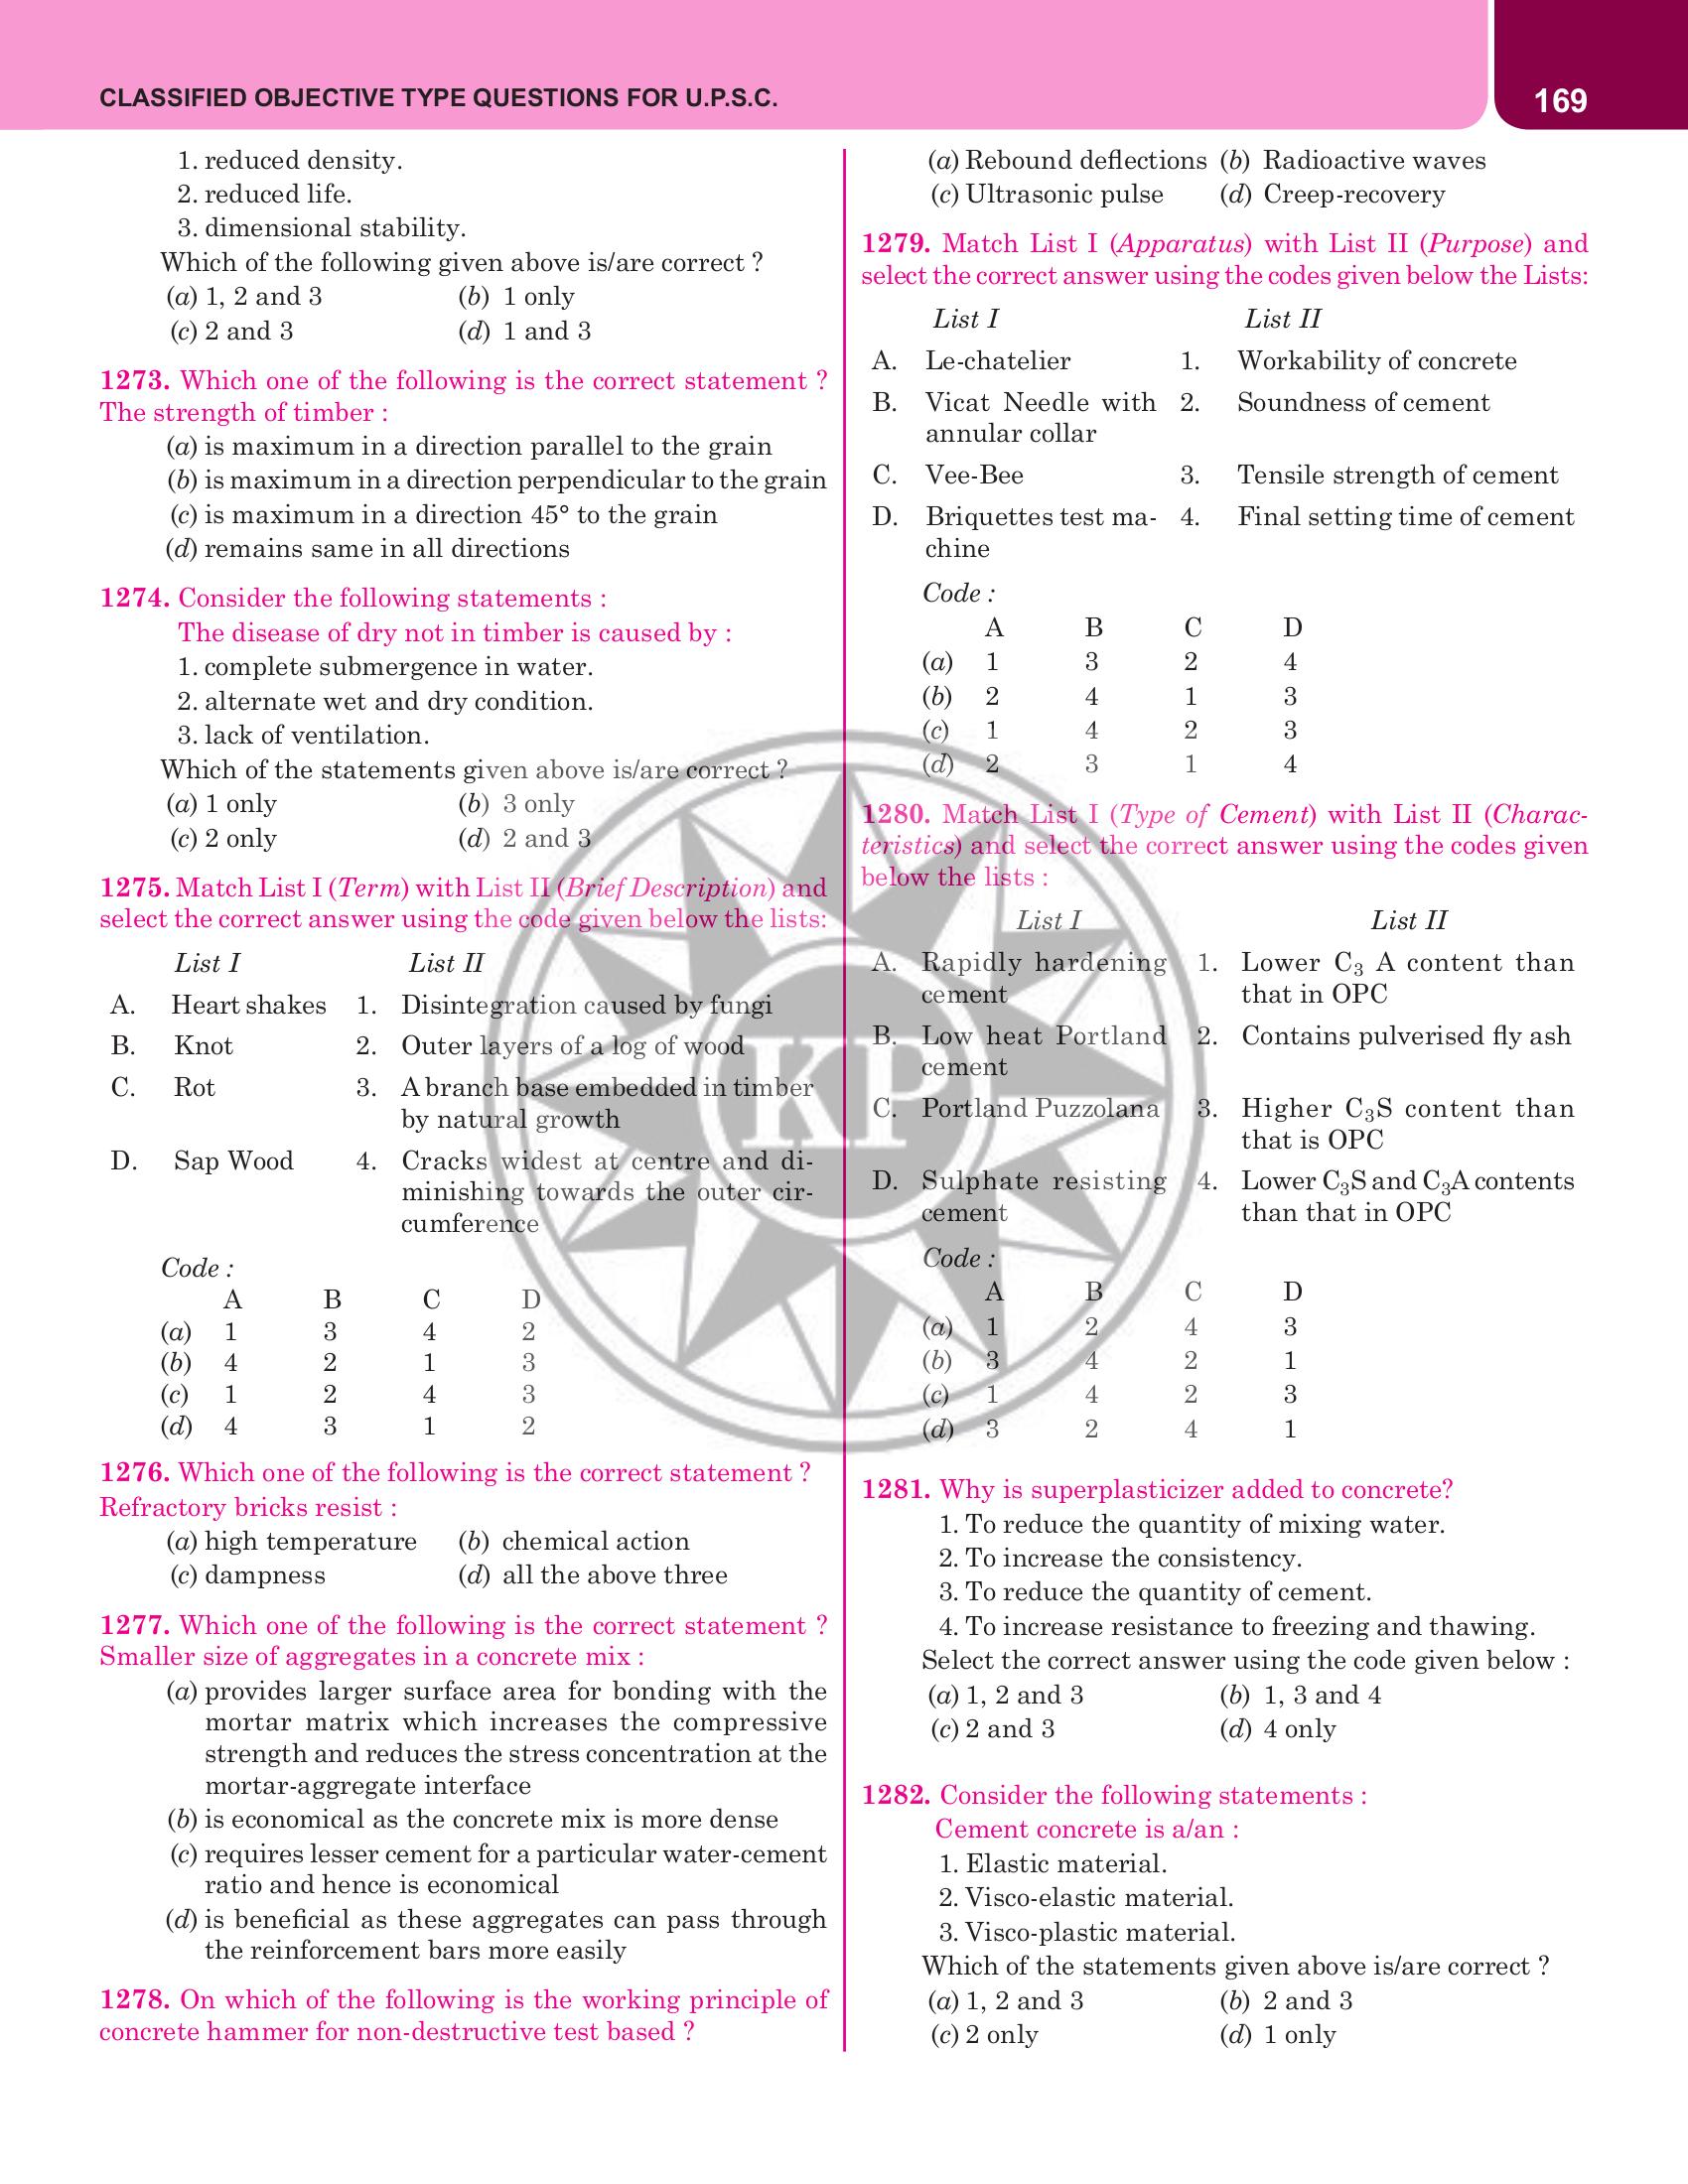 CLASSIFIED OBJECTIVE TYPE QUESTIONS FOR U.P.S.C.
169
1. reduced density.
2. reduced life.
3. dimensional stability.
Which of the following given above is/are correct ?
(a) 1, 2 and 3 (b) 1 only
(c) 2 and 3 (d) 1 and 3
1273. Which one of the following is the correct statement ?
The strength of timber :
(a) is maximum in a direction parallel to the grain
(b) is maximum in a direction perpendicular to the grain
(c) is maximum in a direction 45° to the grain
(d) remains same in all directions
1274. Consider the following statements :
The disease of dry not in timber is caused by :
1. complete submergence in water.
2. alternate wet and dry condition.
3. lack of ventilation.
Which of the statements given above is/are correct ?
(a) 1 only (b) 3 only
(c) 2 only (d) 2 and 3
1275. Match List I (Term) with List II (Brief Description) and
select the correct answer using the code given below the lists:
List I List II
A. Heart shakes 1. Disintegration caused by fungi
B. Knot 2. Outer layers of a log of wood
C. Rot 3. A branch base embedded in timber
by natural growth
D. Sap Wood 4. Cracks widest at centre and di-
minishing towards the outer cir-
cumference
Code :
A B C D
(a) 1 3 4 2
(b) 4 2 1 3
(c) 1 2 4 3
(d) 4 3 1 2
1276. Which one of the following is the correct statement ?
Refractory bricks resist :
(a) high temperature (b) chemical action
(c) dampness (d) all the above three
1277. Which one of the following is the correct statement ?
Smaller size of aggregates in a concrete mix :
(a) provides larger surface area for bonding with the
mortar matrix which increases the compressive
strength and reduces the stress concentration at the
mortar-aggregate interface
(b) is economical as the concrete mix is more dense
(c) requires lesser cement for a particular water-cement
ratio and hence is economical
(d) is beneficial as these aggregates can pass through
the reinforcement bars more easily
1278. On which of the following is the working principle of
concrete hammer for non-destructive test based ?
(a) Rebound deflections (b) Radioactive waves
(c) Ultrasonic pulse (d) Creep-recovery
1279. Match List I (Apparatus) with List II (Purpose) and
select the correct answer using the codes given below the Lists:
List I List II
A. Le-chatelier 1. Workability of concrete
B. Vicat Needle with 2. Soundness of cement
annular collar
C. Vee-Bee 3. Tensile strength of cement
D. Briquettes test ma- 4. Final setting time of cement
chine
Code :
A B C D
(a) 1 3 2 4
(b) 2 4 1 3
(c) 1 4 2 3
(d) 2 3 1 4
1280. Match List I (Type of Cement) with List II (Charac-
teristics) and select the correct answer using the codes given
below the lists :
List I List II
A. Rapidly hardening 1. Lower C₃ A content than
cement that in OPC
B. Low heat Portland 2. Contains pulverised fly ash
cement
C. Portland Puzzolana 3. Higher C₃S content than
that is OPC
D. Sulphate resisting 4. Lower C₃S and C₃A contents
cement than that in OPC
Code :
A B C D
(a) 1 2 4 3
(b) 3 4 2 1
(c) 1 4 2 3
(d) 3 2 4 1
1281. Why is superplasticizer added to concrete?
1. To reduce the quantity of mixing water.
2. To increase the consistency.
3. To reduce the quantity of cement.
4. To increase resistance to freezing and thawing.
Select the correct answer using the code given below :
(a) 1, 2 and 3 (b) 1, 3 and 4
(c) 2 and 3 (d) 4 only
1282. Consider the following statements :
Cement concrete is a/an :
1. Elastic material.
2. Visco-elastic material.
3. Visco-plastic material.
Which of the statements given above is/are correct ?
(a) 1, 2 and 3 (b) 2 and 3
(c) 2 only (d) 1 only
KP